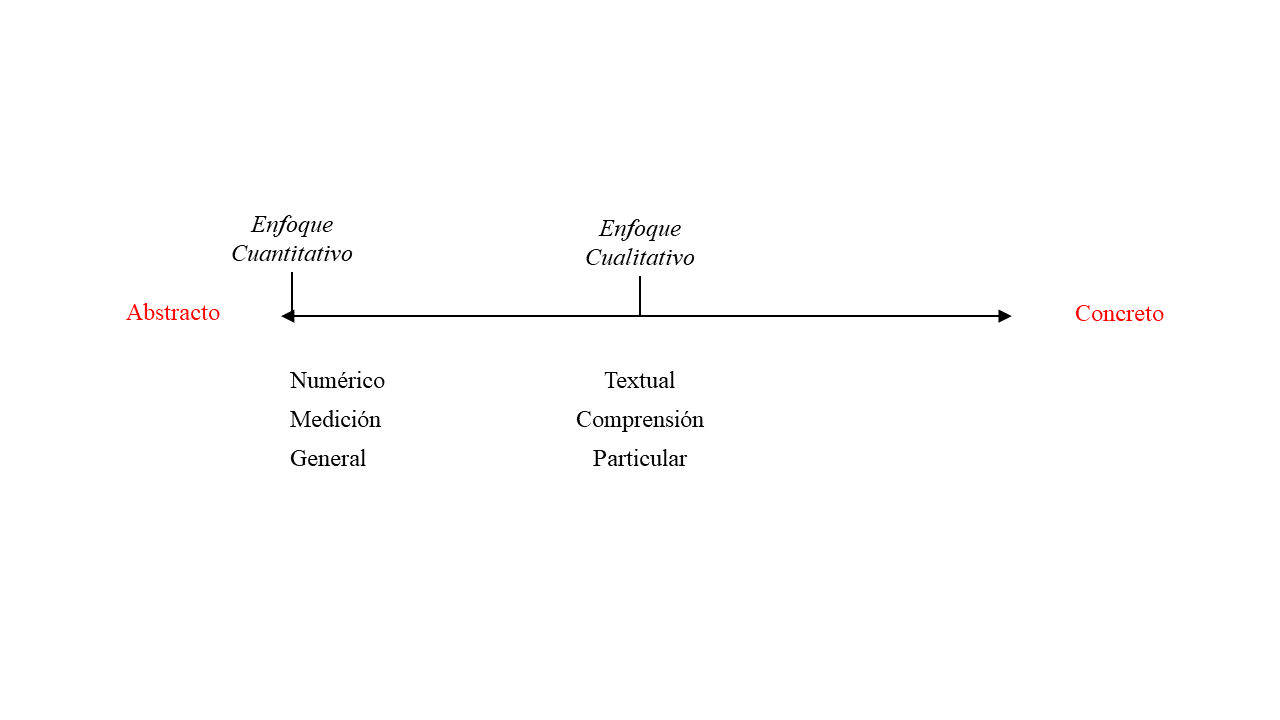 Enfoque
Cuantitativo
Enfoque
Cualitativo
Abstracto
Concreto
Numérico
Medición
General
Textual
Comprensión
Particular